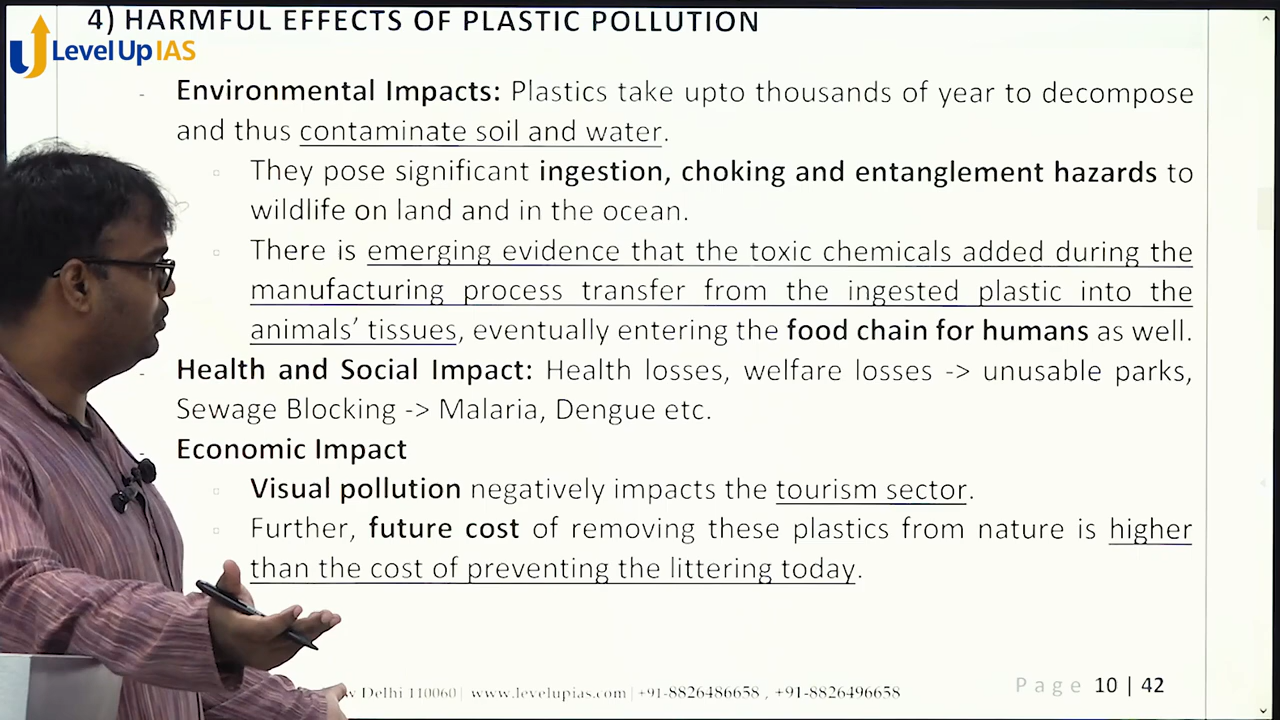 4) HARMFUL EFFECTS OF PLASTIC POLLUTION
Level Up IAS
- Environmental Impacts: Plastics take upto thousands of year to decompose
and thus contaminate soil and water.
They pose significant ingestion, choking and entanglement hazards to
wildlife on land and in the ocean.
There is emerging evidence that the toxic chemicals added during the
manufacturing process transfer from the ingested plastic into the
animals' tissues, eventually entering the food chain for humans as well.
- Health and Social Impact: Health losses, welfare losses -> unusable parks,
Sewage Blocking -> Malaria, Dengue etc.
- Economic Impact
Visual pollution negatively impacts the tourism sector.
Further, future cost of removing these plastics from nature is higher
than the cost of preventing the littering today.
Delhi 110060| www.levelupias.com | +91-8826486658 , +91-8826496658
Page 10 | 42